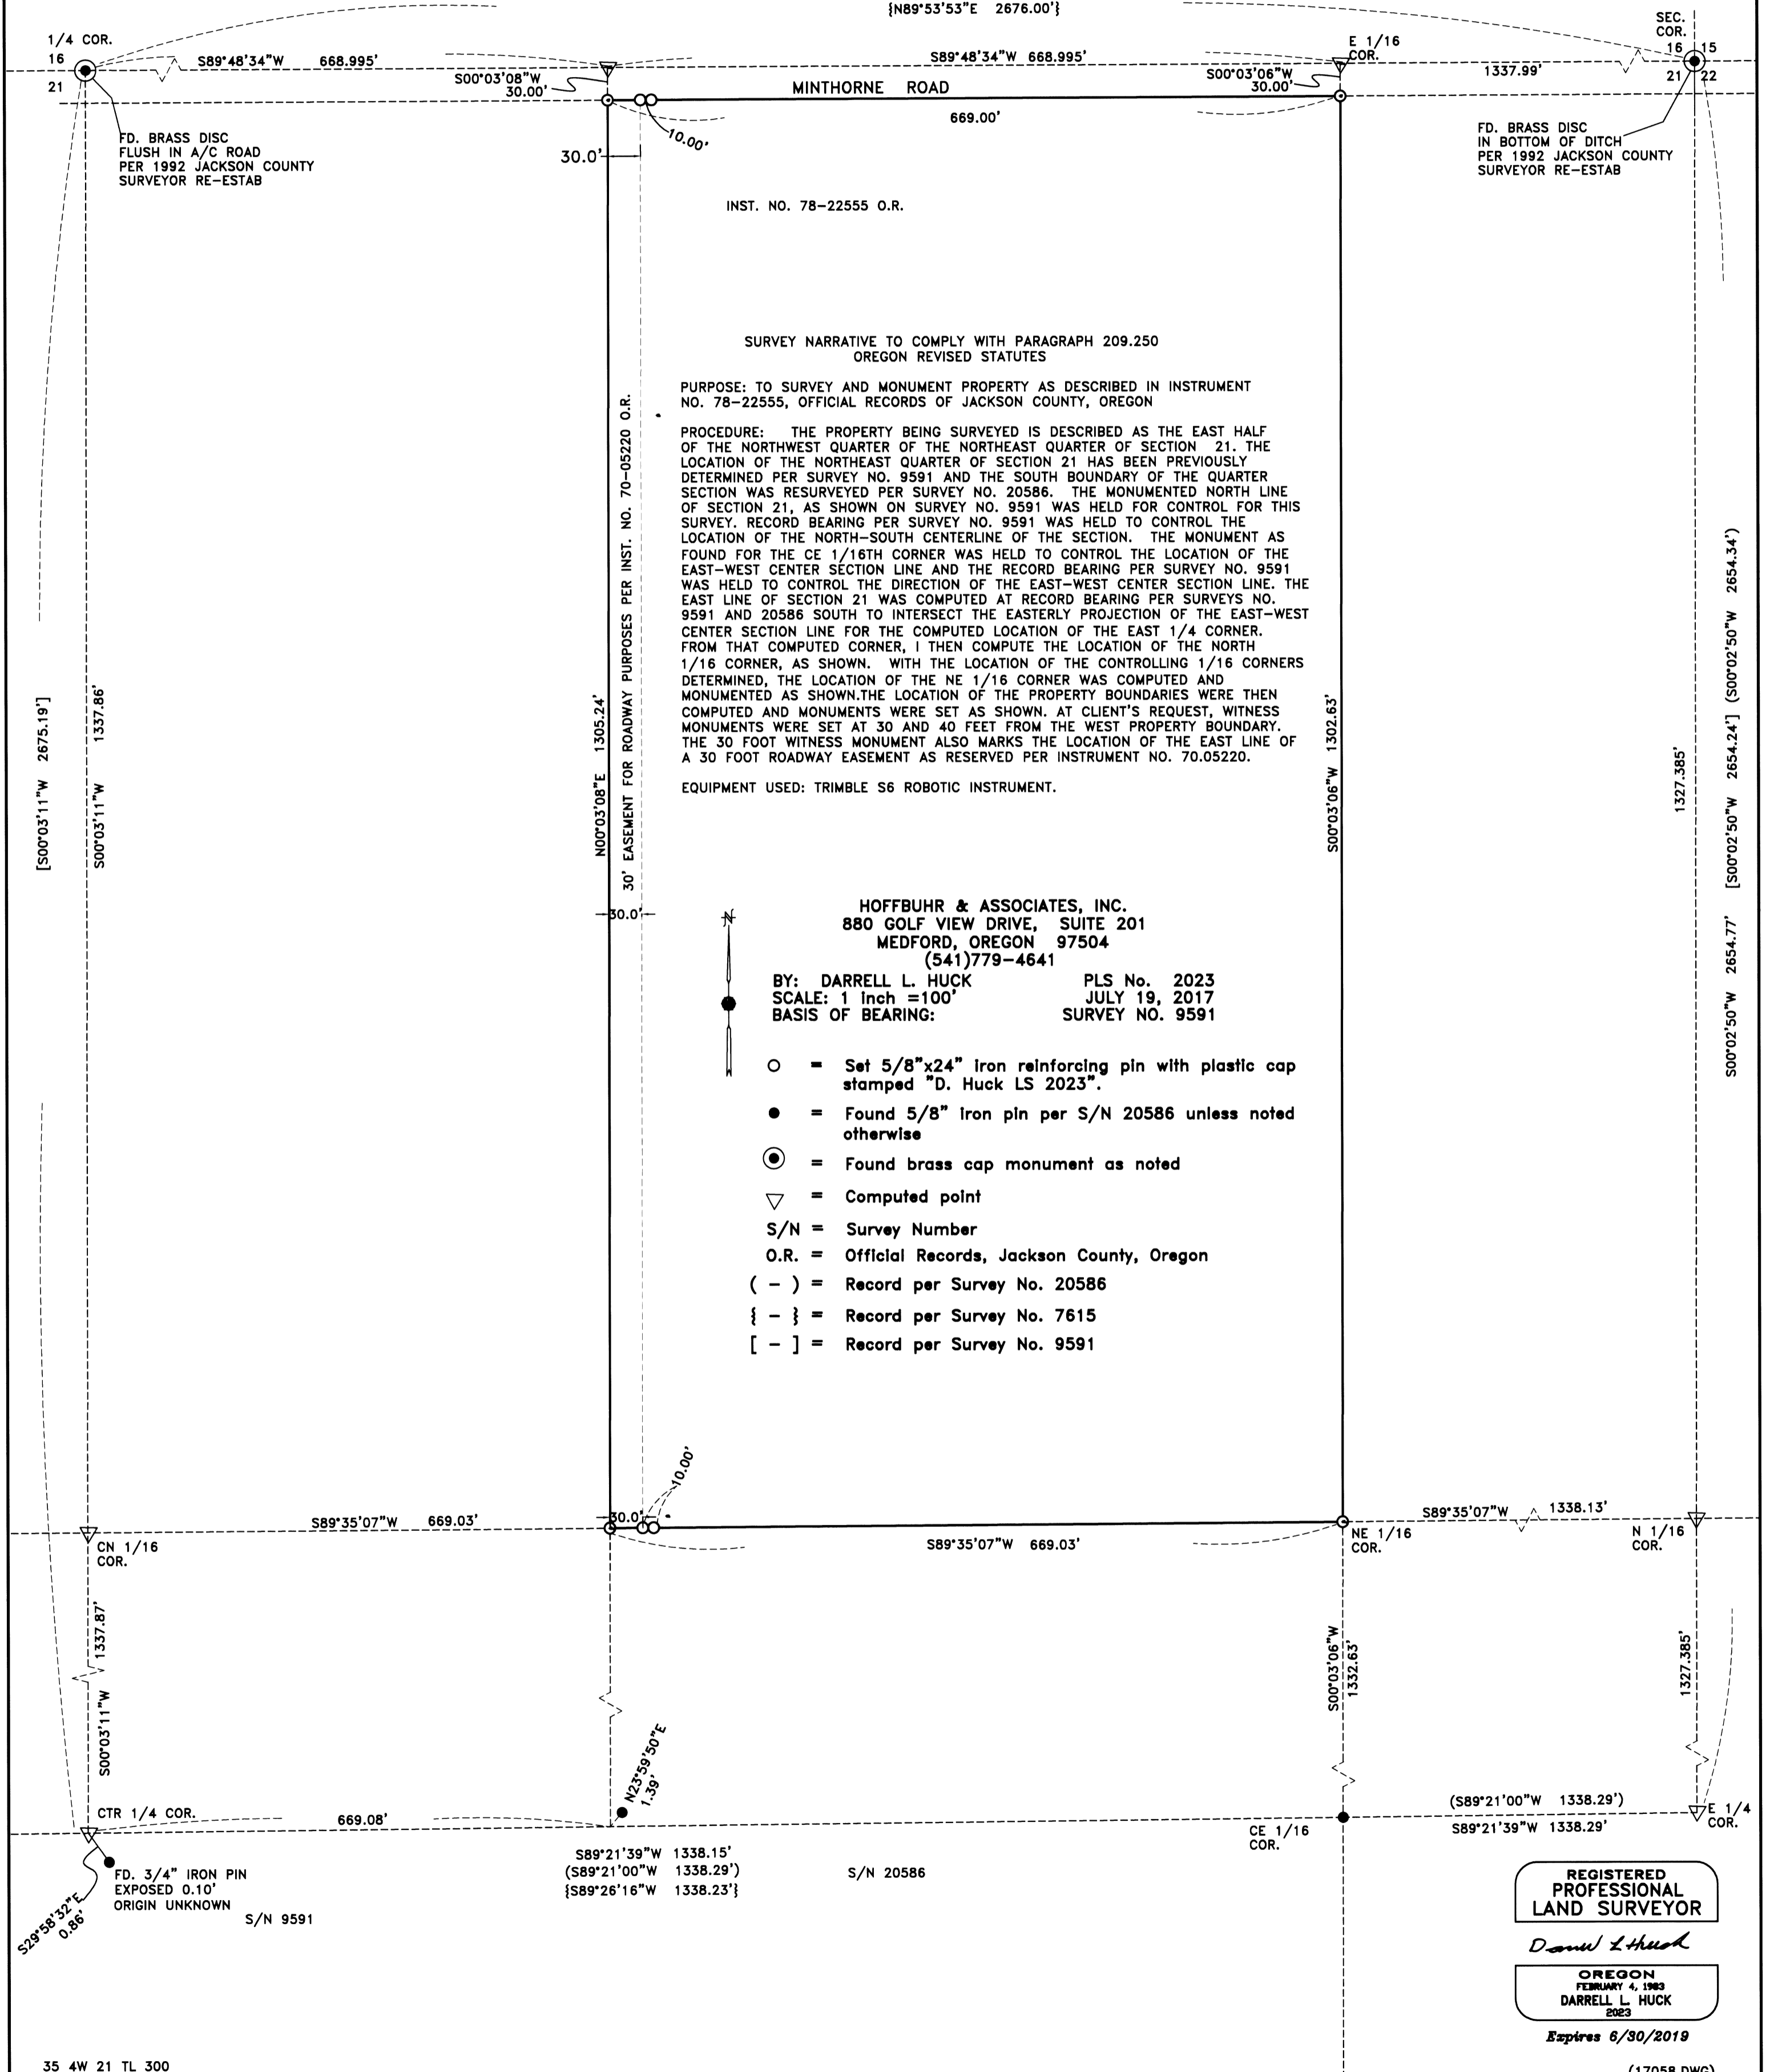 {N89°53'53"E 2676.00'}
1/4 COR.
16
21
S89°48'34"W 668.995'
S00°03'08"W
30.00'
S89°48'34"W 668.995'
S00°03'06"W
30.00'
E 1/16
COR.
1337.99'
SEC.
COR.
16 15
21 22
MINTHORNE ROAD
669.00'
10.00'
30.0'
FD. BRASS DISC
FLUSH IN A/C ROAD
PER 1992 JACKSON COUNTY
SURVEYOR RE-ESTAB
FD. BRASS DISC
IN BOTTOM OF DITCH
PER 1992 JACKSON COUNTY
SURVEYOR RE-ESTAB
INST. NO. 78-22555 O.R.
SURVEY NARRATIVE TO COMPLY WITH PARAGRAPH 209.250
OREGON REVISED STATUTES
PURPOSE: TO SURVEY AND MONUMENT PROPERTY AS DESCRIBED IN INSTRUMENT
NO. 78-22555, OFFICIAL RECORDS OF JACKSON COUNTY, OREGON
PROCEDURE: THE PROPERTY BEING SURVEYED IS DESCRIBED AS THE EAST HALF
OF THE NORTHWEST QUARTER OF THE NORTHEAST QUARTER OF SECTION 21. THE
LOCATION OF THE NORTHEAST QUARTER OF SECTION 21 HAS BEEN PREVIOUSLY
DETERMINED PER SURVEY NO. 9591 AND THE SOUTH BOUNDARY OF THE QUARTER
SECTION WAS RESURVEYED PER SURVEY NO. 20586. THE MONUMENTED NORTH LINE
OF SECTION 21, AS SHOWN ON SURVEY NO. 9591 WAS HELD FOR CONTROL FOR THIS
SURVEY. RECORD BEARING PER SURVEY NO. 9591 WAS HELD TO CONTROL THE
LOCATION OF THE NORTH-SOUTH CENTERLINE OF THE SECTION. THE MONUMENT AS
FOUND FOR THE CE 1/16TH CORNER WAS HELD TO CONTROL THE LOCATION OF THE
EAST-WEST CENTER SECTION LINE AND THE RECORD BEARING PER SURVEY NO. 9591
WAS HELD TO CONTROL THE DIRECTION OF THE EAST-WEST CENTER SECTION LINE. THE
EAST LINE OF SECTION 21 WAS COMPUTED AT RECORD BEARING PER SURVEYS NO.
9591 AND 20586 SOUTH TO INTERSECT THE EASTERLY PROJECTION OF THE EAST-WEST
CENTER SECTION LINE FOR THE COMPUTED LOCATION OF THE EAST 1/4 CORNER.
FROM THAT COMPUTED CORNER, I THEN COMPUTE THE LOCATION OF THE NORTH
1/16 CORNER, AS SHOWN. WITH THE LOCATION OF THE CONTROLLING 1/16 CORNERS
DETERMINED, THE LOCATION OF THE NE 1/16 CORNER WAS COMPUTED AND
MONUMENTED AS SHOWN.THE LOCATION OF THE PROPERTY BOUNDARIES WERE THEN
COMPUTED AND MONUMENTS WERE SET AS SHOWN. AT CLIENT'S REQUEST, WITNESS
MONUMENTS WERE SET AT 30 AND 40 FEET FROM THE WEST PROPERTY BOUNDARY.
THE 30 FOOT WITNESS MONUMENT ALSO MARKS THE LOCATION OF THE EAST LINE OF
A 30 FOOT ROADWAY EASEMENT AS RESERVED PER INSTRUMENT NO. 70.05220.
EQUIPMENT USED: TRIMBLE S6 ROBOTIC INSTRUMENT.
[S00°03'11"W 2675.19']
S00°03'11"W 1337.86'
N00°03'08"E 1305.24'
30' EASEMENT FOR ROADWAY PURPOSES PER INST. NO. 70-05220 O.R.
S00°03'06"W 1302.63'
1327.385'
S00°02'50"W 2654.77' [S00°02'50"W 2654.24'] (S00°02'50"W 2654.34')
30.0'
N
HOFFBUHR & ASSOCIATES, INC.
880 GOLF VIEW DRIVE, SUITE 201
MEDFORD, OREGON 97504
(541)779-4641
BY: DARRELL L. HUCK PLS No. 2023
SCALE: 1 inch =100' JULY 19, 2017
BASIS OF BEARING: SURVEY NO. 9591
= Set 5/8"x24" iron reinforcing pin with plastic cap
stamped "D. Huck LS 2023".
= Found 5/8" iron pin per S/N 20586 unless noted
otherwise
= Found brass cap monument as noted
= Computed point
S/N = Survey Number
O.R. = Official Records, Jackson County, Oregon
( - ) = Record per Survey No. 20586
{ - } = Record per Survey No. 7615
[ - ] = Record per Survey No. 9591
10.00'
30.0'
S89°35'07"W 669.03'
S89°35'07"W 669.03'
S89°35'07"W 1338.13'
CN 1/16
COR.
NE 1/16
COR.
N 1/16
COR.
S00°03'11"W 1337.87'
S00°03'06"W
1332.63'
1327.385'
N23°59'50"E
1.39'
CTR 1/4 COR.
669.08'
(S89°21'00"W 1338.29')
S89°21'39"W 1338.29'
E 1/4
COR.
CE 1/16
COR.
S89°21'39"W 1338.15'
(S89°21'00"W 1338.29')
{S89°26'16"W 1338.23'}
S/N 20586
FD. 3/4" IRON PIN
EXPOSED 0.10'
ORIGIN UNKNOWN
S/N 9591
S29°58'32"E
0.86'
REGISTERED
PROFESSIONAL
LAND SURVEYOR
Darrell L Huck
OREGON
FEBRUARY 4, 1983
DARRELL L. HUCK
2023
Expires 6/30/2019
35 4W 21 TL 300
(17058.DWG)